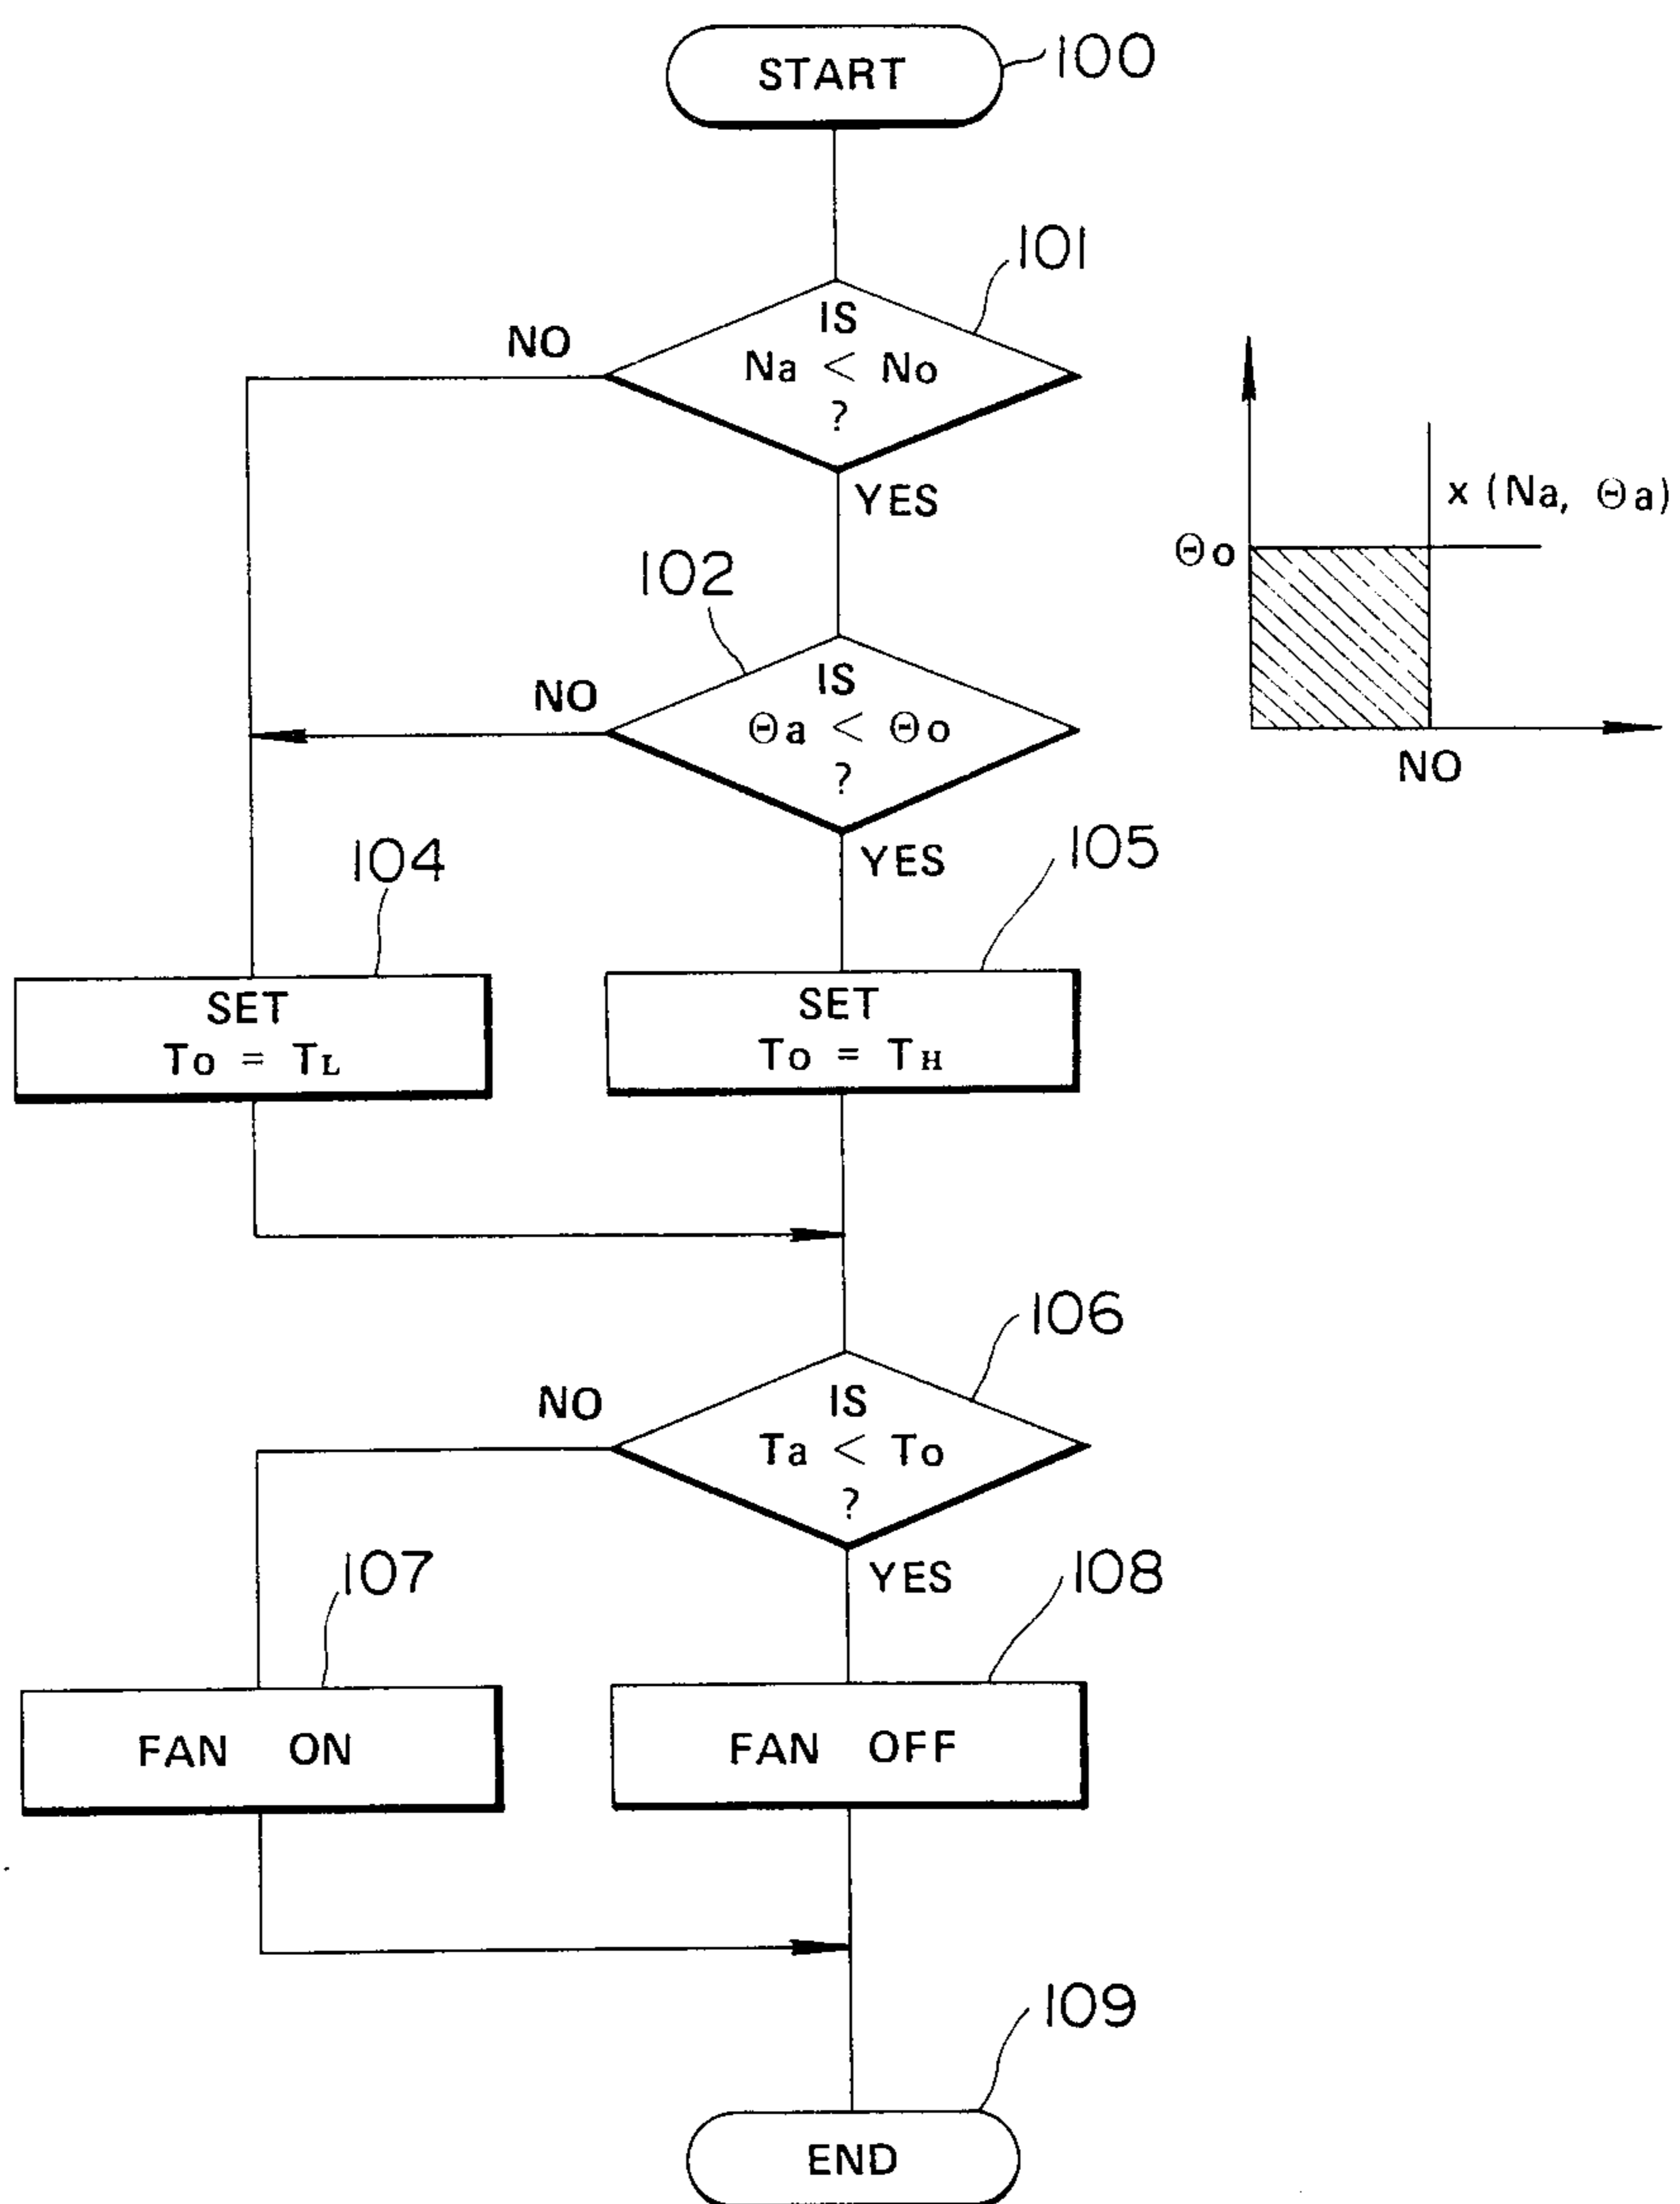 START
100
101
IS
Na < No
?
NO
YES
x (Na, Θa)
Θo
NO
102
IS
Θa < Θo
?
NO
YES
104
105
SET
To = TL
SET
To = TH
106
IS
Ta < To
?
NO
YES
107
108
FAN ON
FAN OFF
109
END